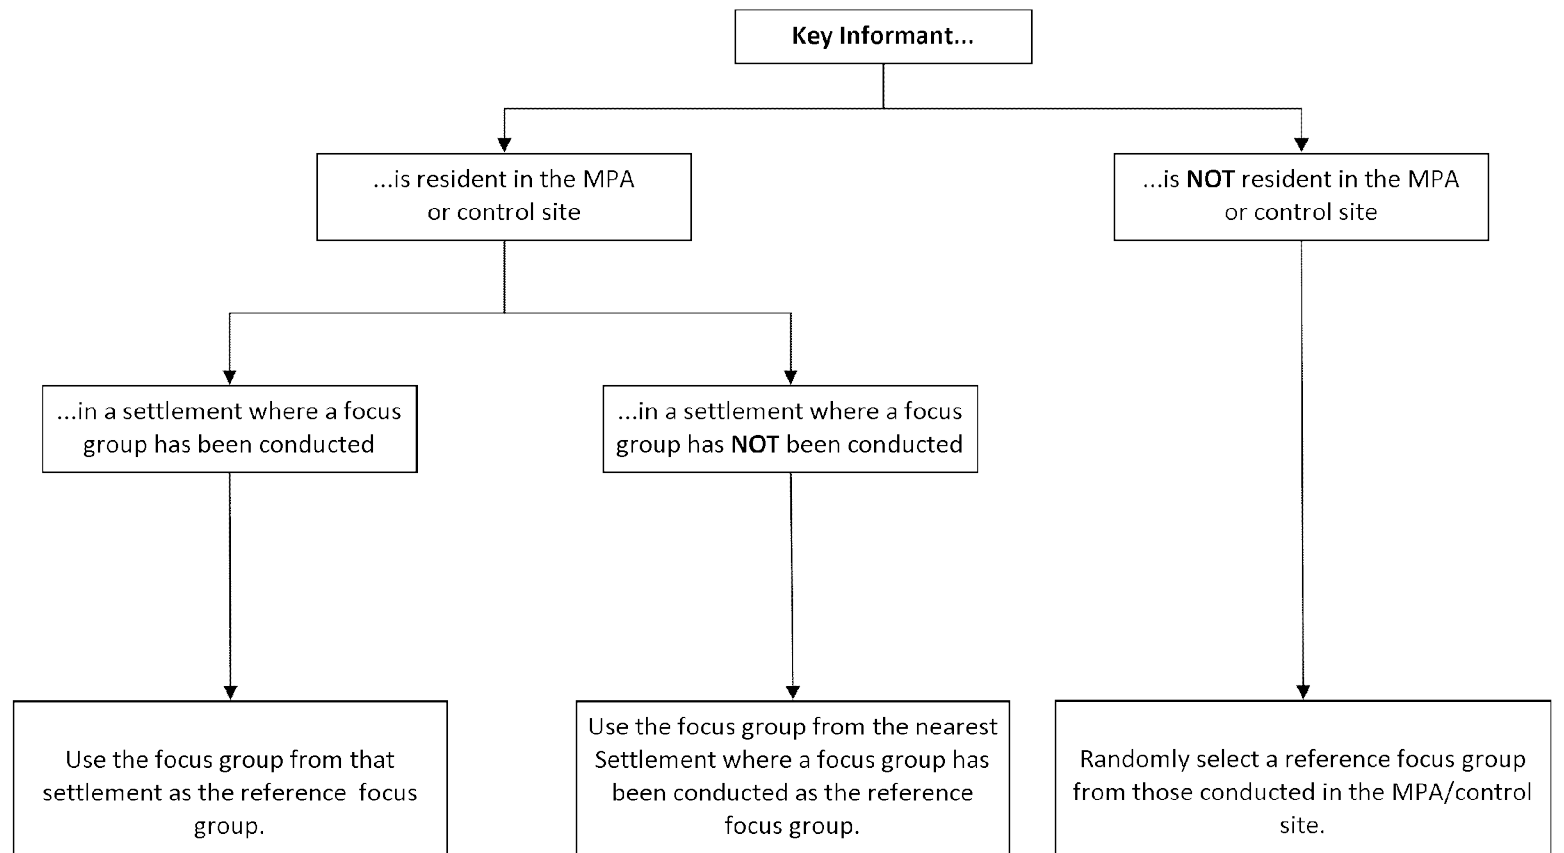 Key Informant...
...is resident in the MPA
or control site
...is NOT resident in the MPA
or control site
...in a settlement where a focus
group has been conducted
...in a settlement where a focus
group has NOT been conducted
Use the focus group from that
settlement as the reference focus
group.
Use the focus group from the nearest
Settlement where a focus group has
been conducted as the reference
focus group.
Randomly select a reference focus group
from those conducted in the MPA/control
site.